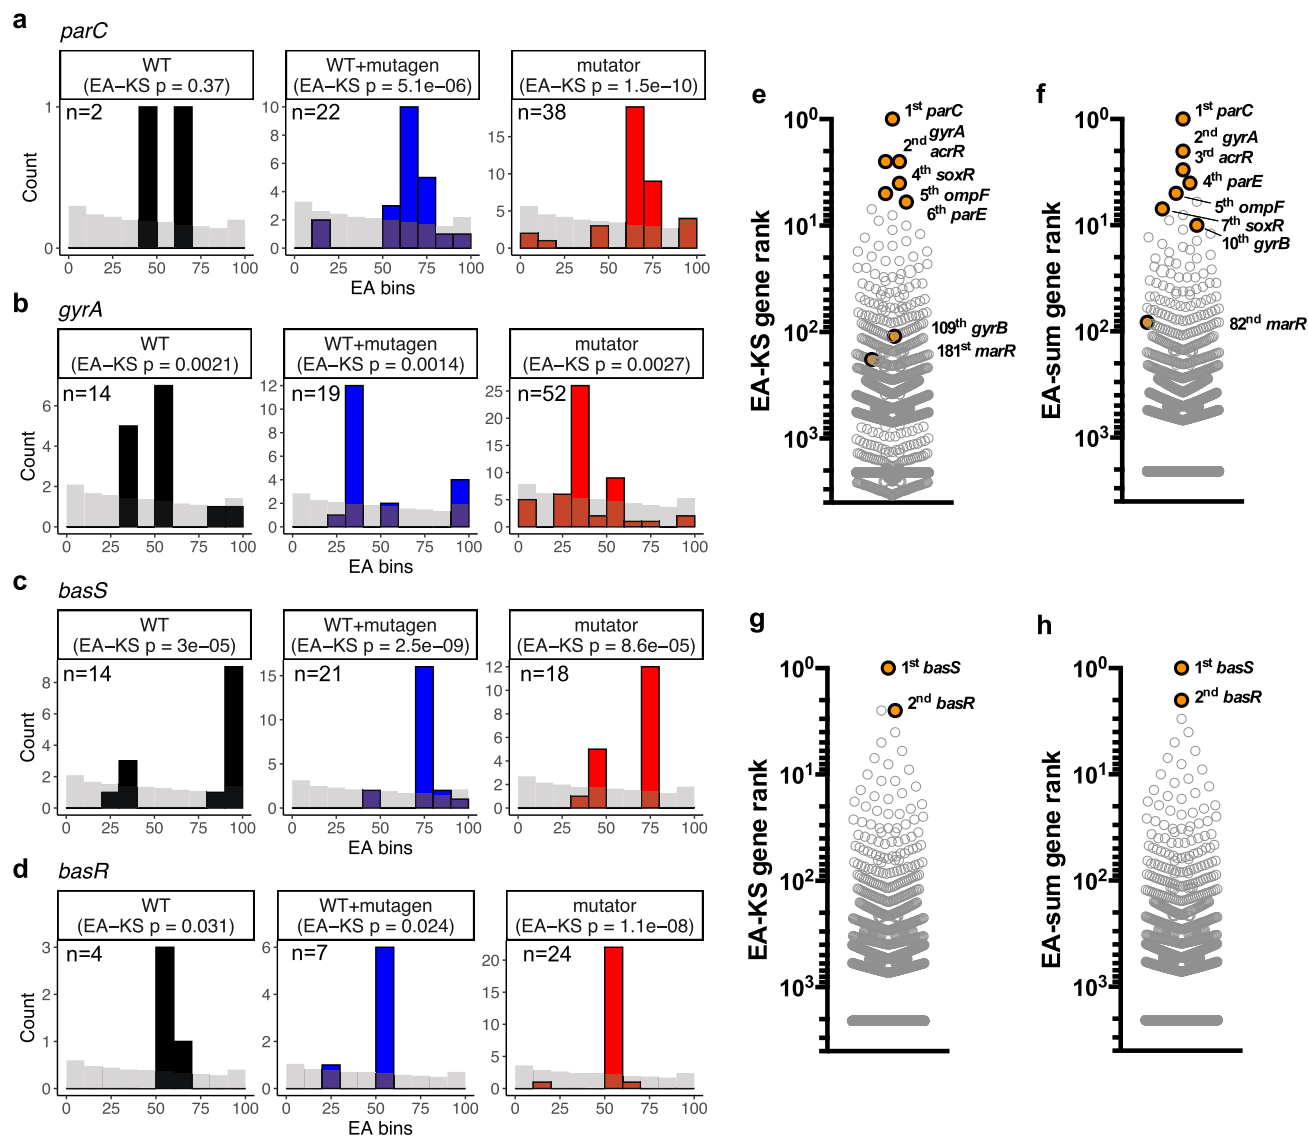 a
parC
WT
(EA−KS p = 0.37)
WT+mutagen
(EA−KS p = 5.1e−06)
mutator
(EA−KS p = 1.5e−10)
n=2
n=22
n=38
Count
1
0
10
8
6
4
2
0
15
10
5
0
0 25 50 75 100
0 25 50 75 100
0 25 50 75 100
EA bins
b
gyrA
WT
(EA−KS p = 0.0021)
WT+mutagen
(EA−KS p = 0.0014)
mutator
(EA−KS p = 0.0027)
n=14
n=19
n=52
Count
6
4
2
0
12
10
8
6
4
2
0
25
20
15
10
5
0
0 25 50 75 100
0 25 50 75 100
0 25 50 75 100
EA bins
c
basS
WT
(EA−KS p = 3e−05)
WT+mutagen
(EA−KS p = 2.5e−09)
mutator
(EA−KS p = 8.6e−05)
n=14
n=21
n=18
Count
8
6
4
2
0
15
10
5
0
12
10
8
6
4
2
0
0 25 50 75 100
0 25 50 75 100
0 25 50 75 100
EA bins
d
basR
WT
(EA−KS p = 0.031)
WT+mutagen
(EA−KS p = 0.024)
mutator
(EA−KS p = 1.1e−08)
n=4
n=7
n=24
Count
3
2
1
0
6
4
2
0
20
15
10
5
0
0 25 50 75 100
0 25 50 75 100
0 25 50 75 100
EA bins
e
EA-KS gene rank
10⁰
10¹
10²
10³
1st parC
gyrA
2nd
acrR
4th soxR
5th ompF
6th parE
109th gyrB
181st marR
f
EA-sum gene rank
10⁰
10¹
10²
10³
1st parC
2nd gyrA
3rd acrR
4th parE
5th ompF
7th soxR
10th gyrB
82nd marR
g
EA-KS gene rank
10⁰
10¹
10²
10³
1st basS
2nd basR
h
EA-sum gene rank
10⁰
10¹
10²
10³
1st basS
2nd basR